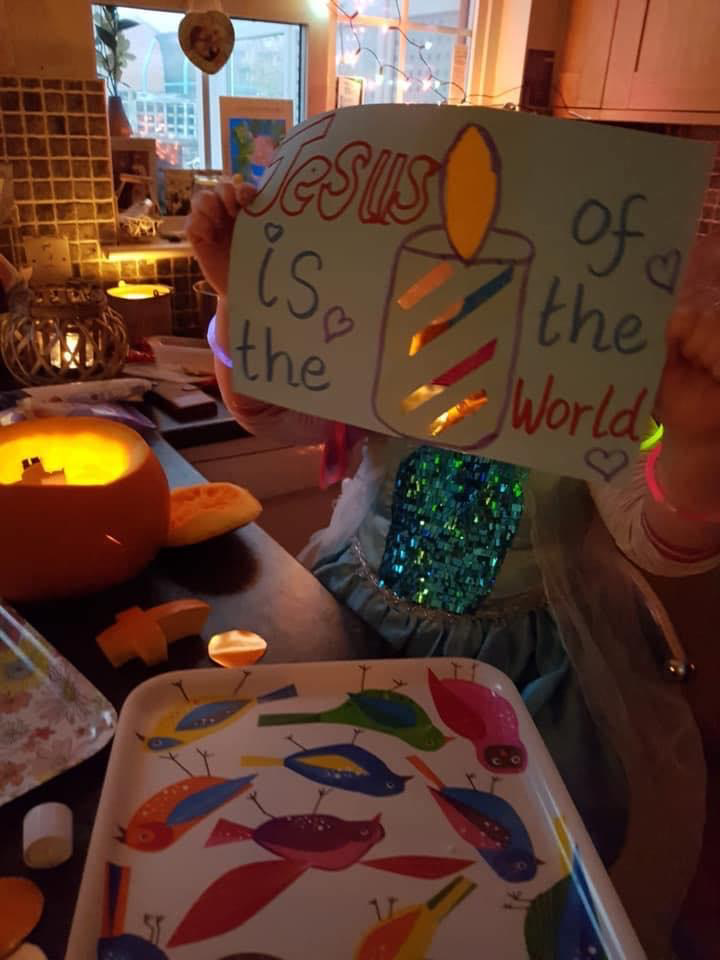 Jesus
is
the
of
the
World